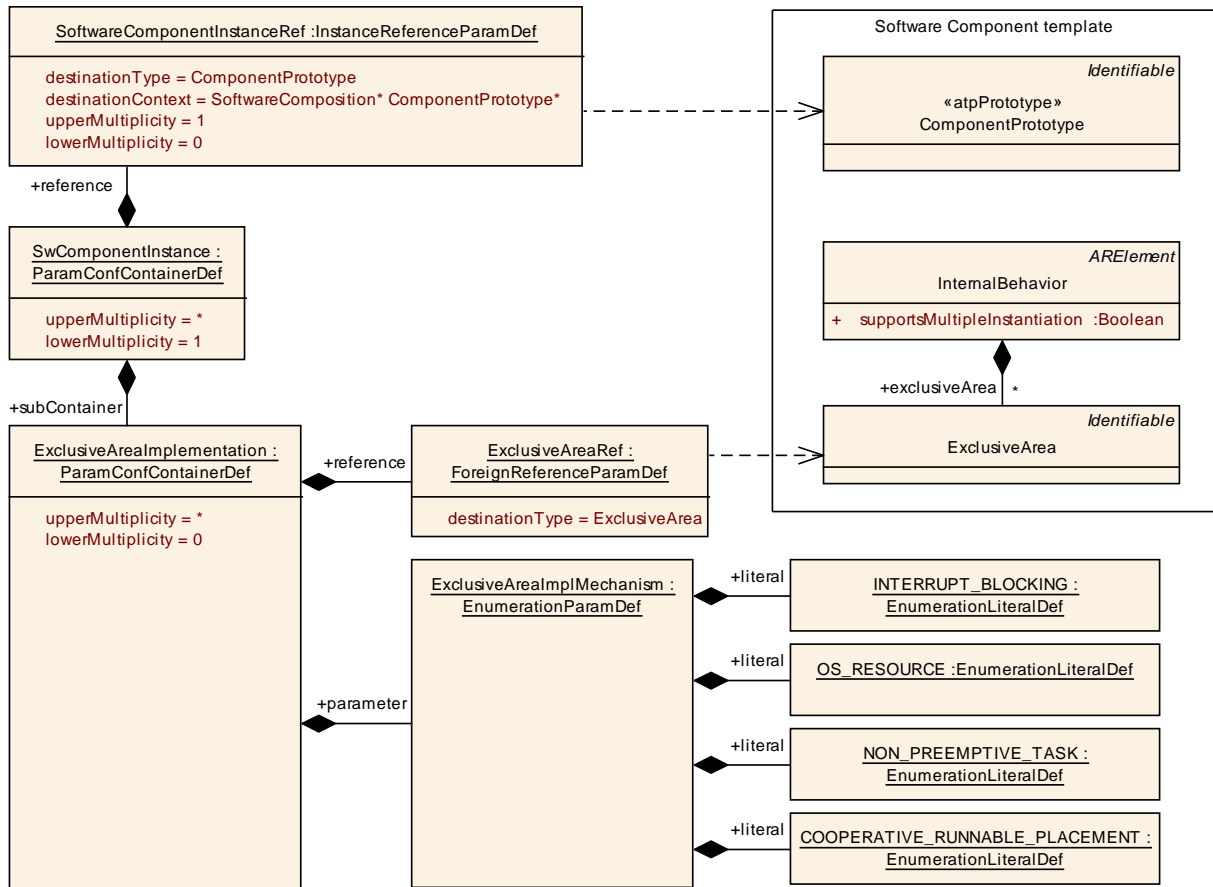 SoftwareComponentInstanceRef :InstanceReferenceParamDef
destinationType = ComponentPrototype
destinationContext = SoftwareComposition* ComponentPrototype*
upperMultiplicity = 1
lowerMultiplicity = 0
+reference
SwComponentInstance :
ParamConfContainerDef
upperMultiplicity = *
lowerMultiplicity = 1
+subContainer
ExclusiveAreaImplementation :
ParamConfContainerDef
upperMultiplicity = *
lowerMultiplicity = 0
+reference
ExclusiveAreaRef :
ForeignReferenceParamDef
destinationType = ExclusiveArea
+parameter
ExclusiveAreaImplMechanism :
EnumerationParamDef
+literal
INTERRUPT_BLOCKING :
EnumerationLiteralDef
+literal
OS_RESOURCE :EnumerationLiteralDef
+literal
NON_PREEMPTIVE_TASK :
EnumerationLiteralDef
+literal
COOPERATIVE_RUNNABLE_PLACEMENT :
EnumerationLiteralDef
Software Component template
Identifiable
«atpPrototype»
ComponentPrototype
ARElement
InternalBehavior
+ supportsMultipleInstantiation :Boolean
+exclusiveArea *
Identifiable
ExclusiveArea